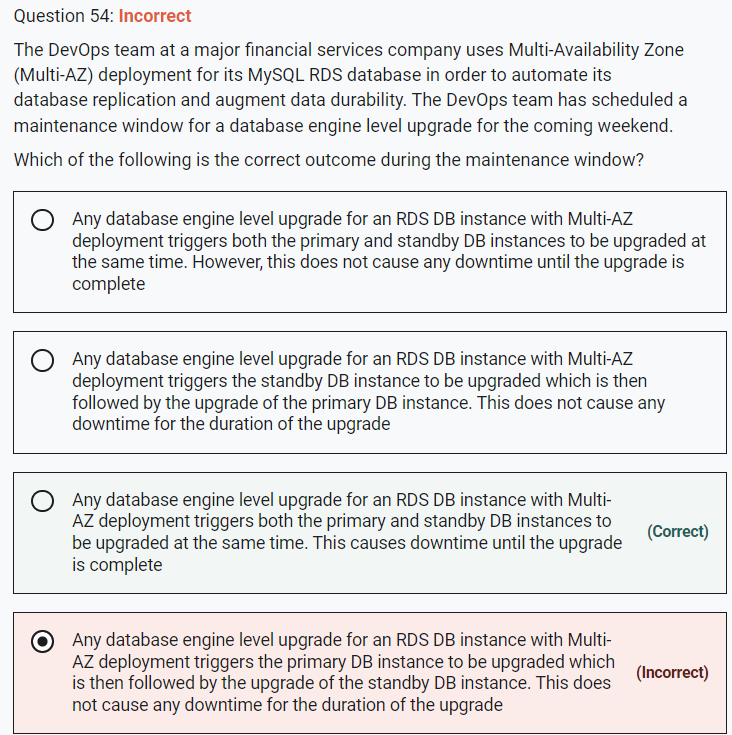 Question 54: Incorrect
The DevOps team at a major financial services company uses Multi-Availability Zone
(Multi-AZ) deployment for its MySQL RDS database in order to automate its
database replication and augment data durability. The DevOps team has scheduled a
maintenance window for a database engine level upgrade for the coming weekend.
Which of the following is the correct outcome during the maintenance window?
Any database engine level upgrade for an RDS DB instance with Multi-AZ
deployment triggers both the primary and standby DB instances to be upgraded at
the same time. However, this does not cause any downtime until the upgrade is
complete
Any database engine level upgrade for an RDS DB instance with Multi-AZ
deployment triggers the standby DB instance to be upgraded which is then
followed by the upgrade of the primary DB instance. This does not cause any
downtime for the duration of the upgrade
Any database engine level upgrade for an RDS DB instance with Multi-
AZ deployment triggers both the primary and standby DB instances to
be upgraded at the same time. This causes downtime until the upgrade
is complete
(Correct)
Any database engine level upgrade for an RDS DB instance with Multi-
AZ deployment triggers the primary DB instance to be upgraded which
is then followed by the upgrade of the standby DB instance. This does
not cause any downtime for the duration of the upgrade
(Incorrect)